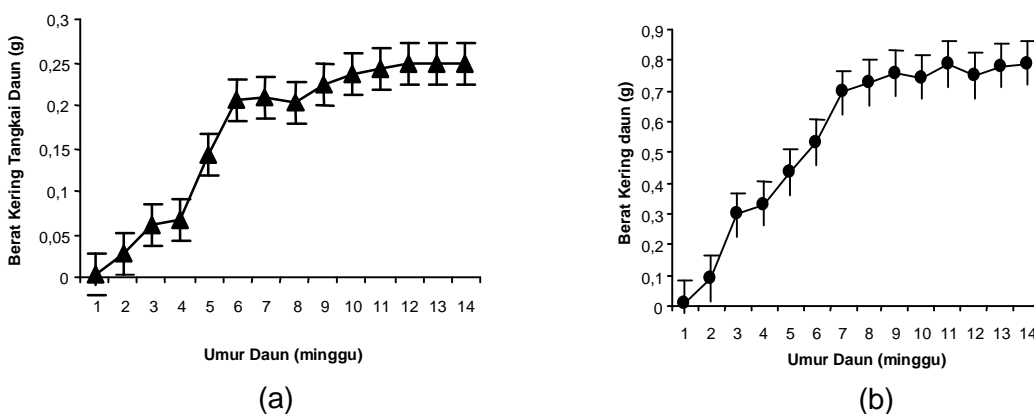 Berat Kering Tangkai Daun (g)
0,3
0,25
0,2
0,15
0,1
0,05
0
1 2 3 4 5 6 7 8 9 10 11 12 13 14
Umur Daun (minggu)
(a)
Berat Kering daun (g)
0,9
0,8
0,7
0,6
0,5
0,4
0,3
0,2
0,1
0
1 2 3 4 5 6 7 8 9 10 11 12 13 14
Umur Daun (minggu)
(b)